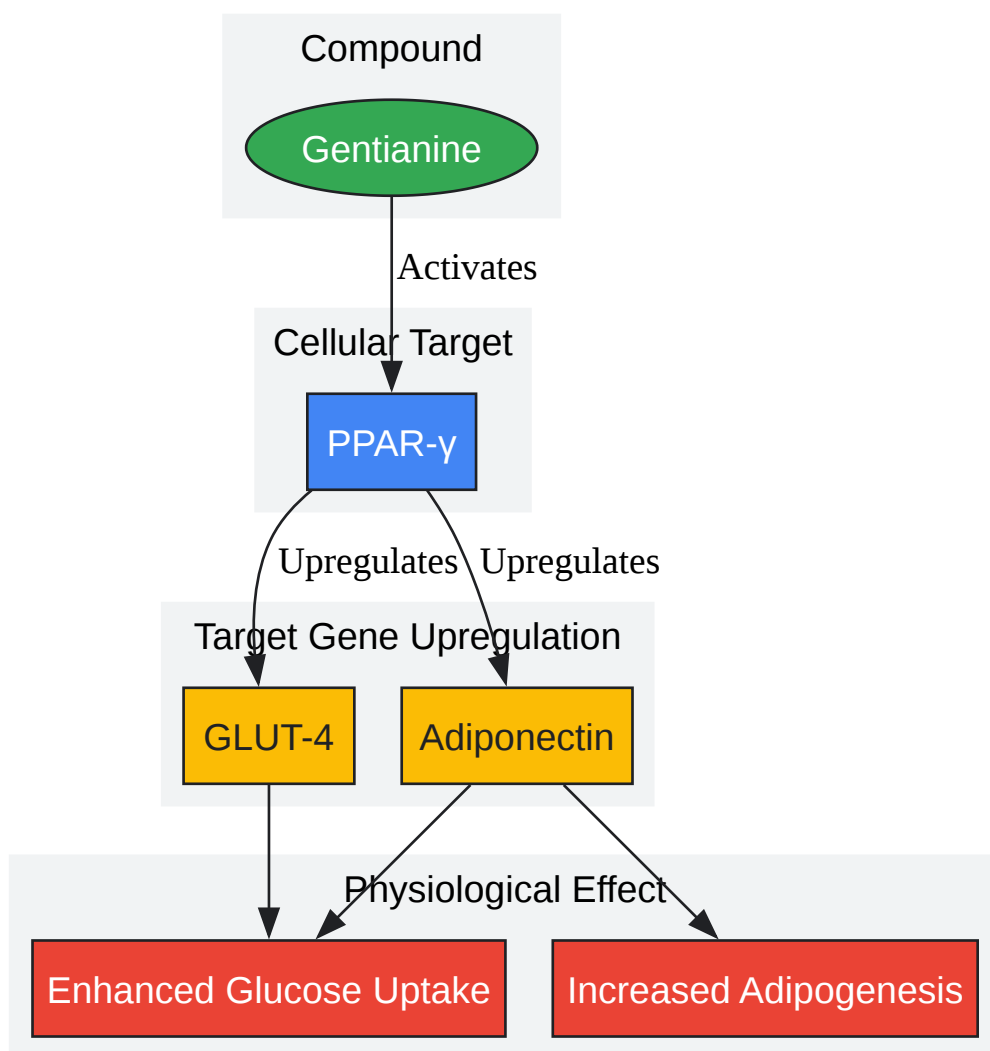 Compound
Gentianine
Activates
Cellular Target
PPAR-γ
Upregulates Upregulates
Target Gene Upregulation
GLUT-4 Adiponectin
Physiological Effect
Enhanced Glucose Uptake Increased Adipogenesis